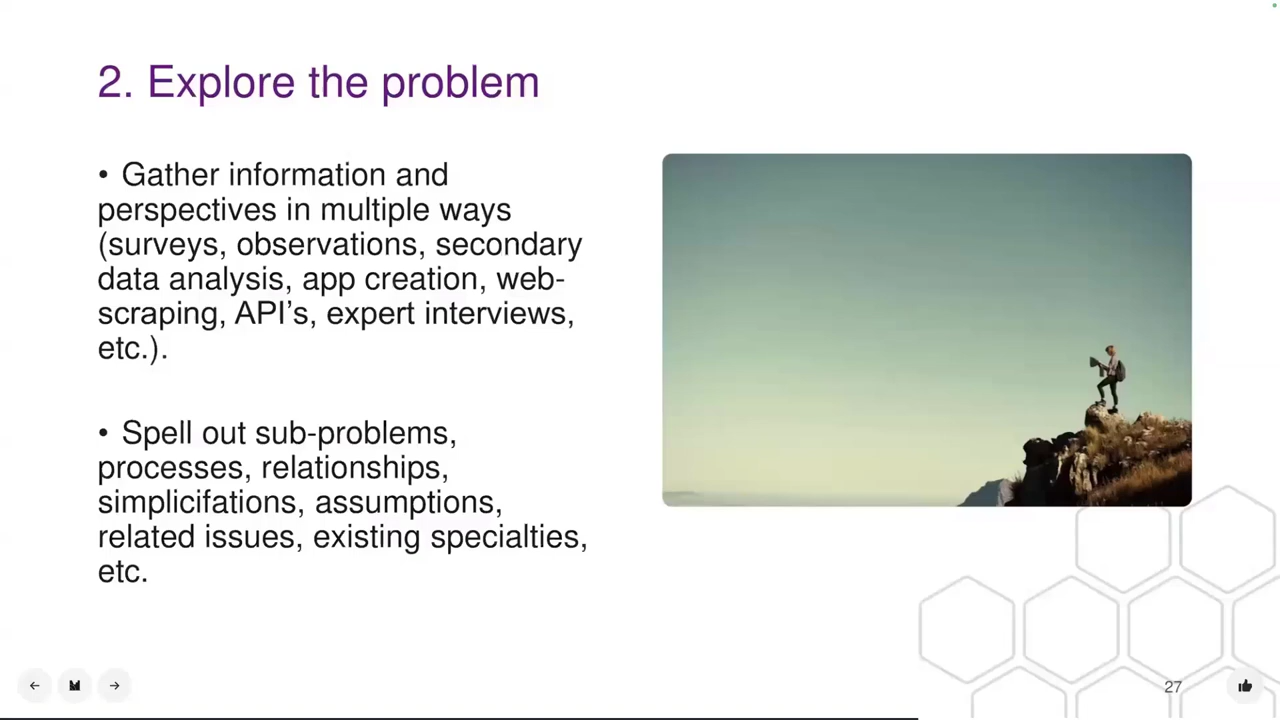 2. Explore the problem
• Gather information and
perspectives in multiple ways
(surveys, observations, secondary
data analysis, app creation, web-
scraping, API’s, expert interviews,
etc.).
• Spell out sub-problems,
processes, relationships,
simplicifations, assumptions,
related issues, existing specialties,
etc.
27